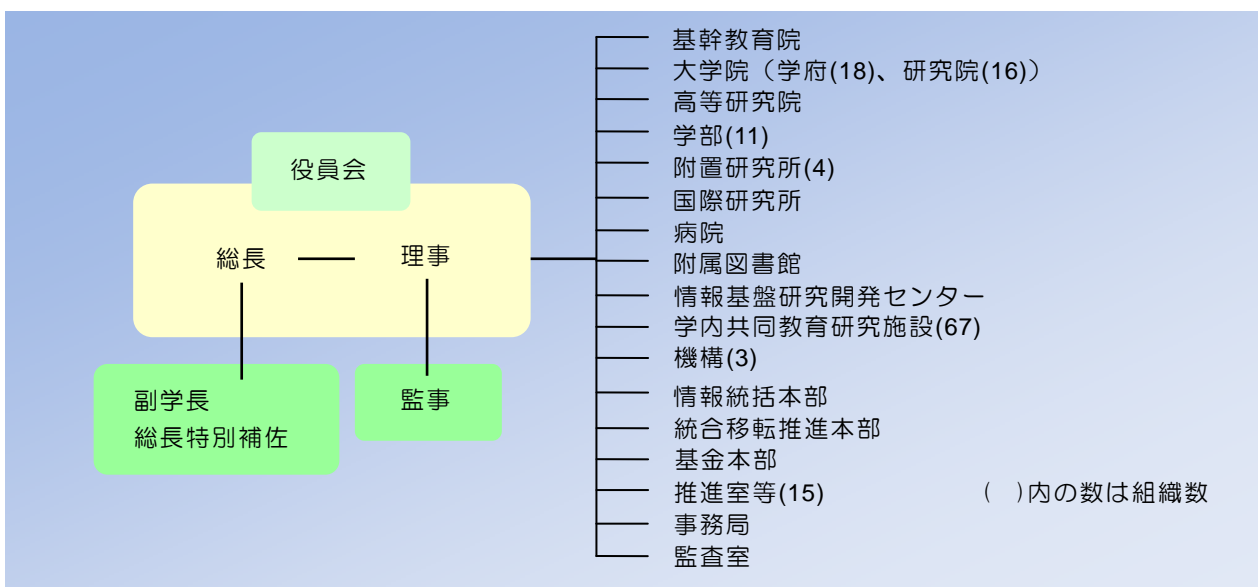 役員会
総長
理事
副学長
総長特別補佐
監事
基幹教育院
大学院（学府(18)、研究院(16)）
高等研究院
学部(11)
附置研究所(4)
国際研究所
病院
附属図書館
情報基盤研究開発センター
学内共同教育研究施設(67)
機構(3)
情報統括本部
統合移転推進本部
基金本部
推進室等(15)
(　)内の数は組織数
事務局
監査室